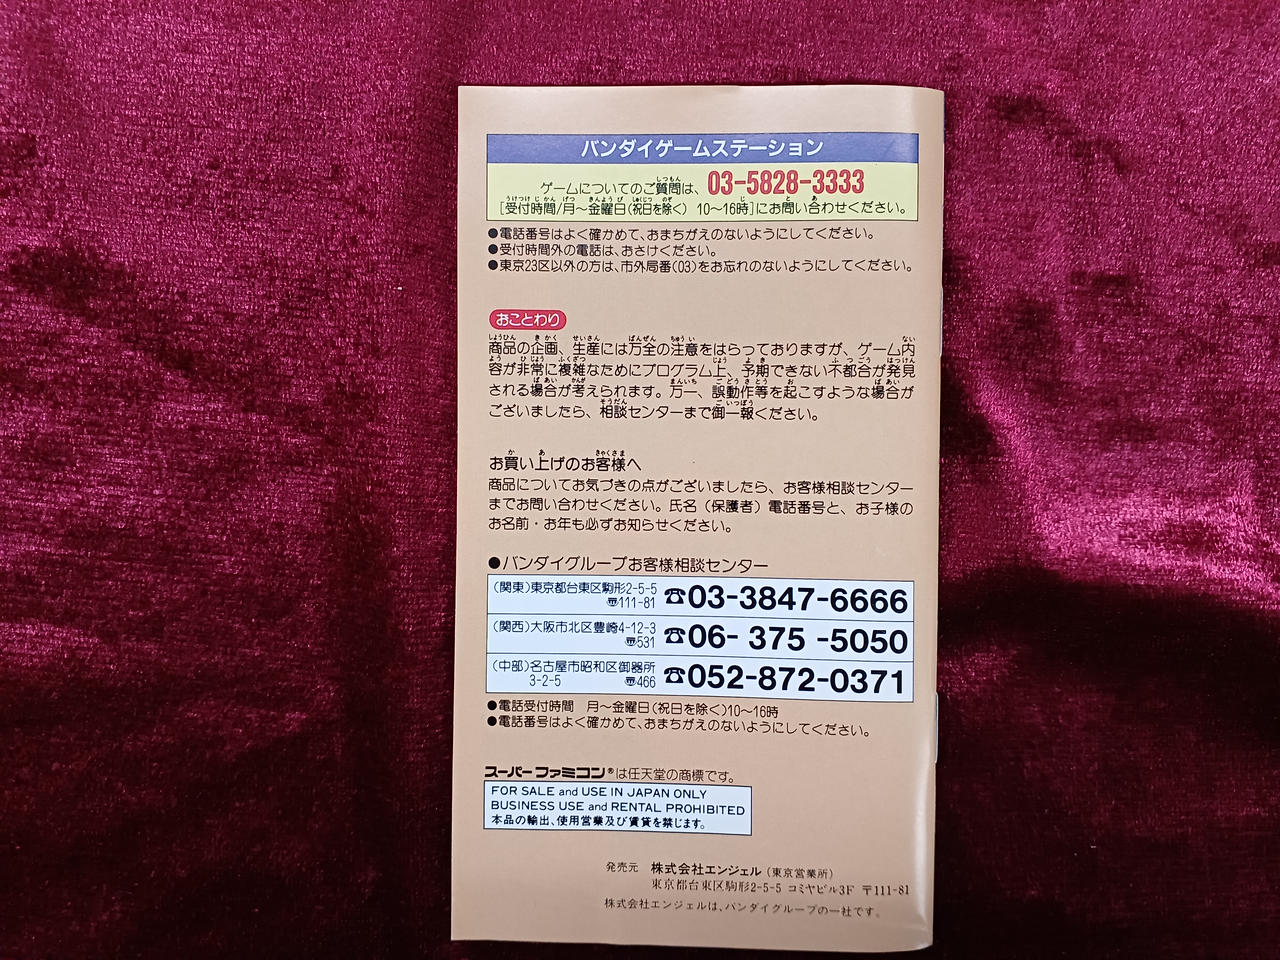 バンダイゲームステーション
ゲームについてのご質問は、03-5828-3333
[受付時間/月〜金曜日(祝日を除く) 10〜16時]にお問い合わせください。
●電話番号はよく確かめて、おまちがえのないようにしてください。
●受付時間外の電話は、おさけください。
●東京23区以外の方は、市外局番(03)をお忘れのないようにしてください。
おことわり
商品の企画、生産には万全の注意をはらっておりますが、ゲーム内
容が非常に複雑なためにプログラム上、予期できない不都合が発見
される場合が考えられます。万一、誤動作等を起こすような場合が
ございましたら、相談センターまで御一報ください。
お買い上げのお客様へ
商品についてお気づきの点がございましたら、お客様相談センター
までお問い合わせください。氏名(保護者)電話番号と、お子様の
お名前・お年も必ずお知らせください。
●バンダイグループお客様相談センター
(関東)東京都台東区駒形2-5-5
〠111-81 ☎03-3847-6666
(関西)大阪市北区豊崎4-12-3
〠531 ☎06- 375 -5050
(中部)名古屋市昭和区御器所
3-2-5 〠466 ☎052-872-0371
●電話受付時間 月〜金曜日(祝日を除く)10〜16時
●電話番号はよく確かめて、おまちがえのないようにしてください。
スーパーファミコン®は任天堂の商標です。
FOR SALE and USE IN JAPAN ONLY
BUSINESS USE and RENTAL PROHIBITED
本品の輸出、使用営業及び賃貸を禁じます。
発売元 株式会社エンジェル(東京営業所)
東京都台東区駒形2-5-5 コミヤビル3F 〒111-81
株式会社エンジェルは、バンダイグループの一社です。